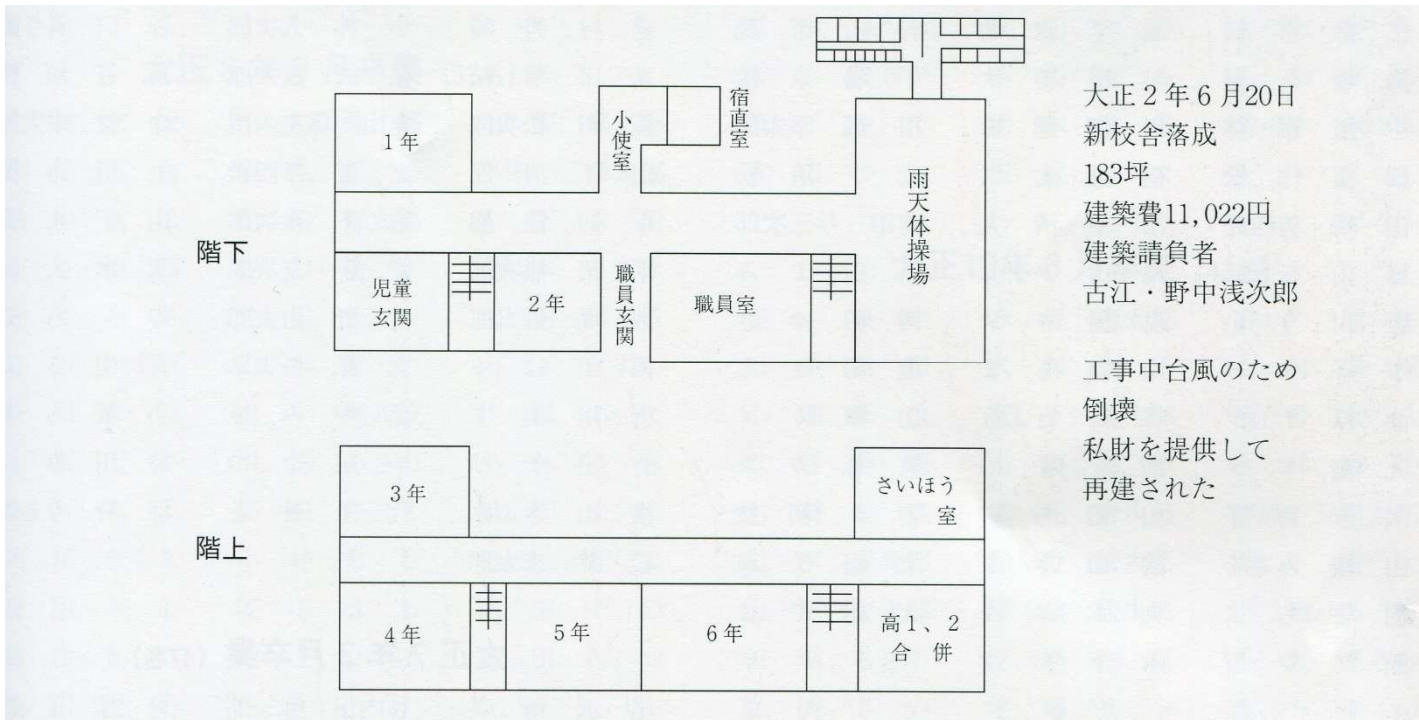 階下
1年
小使室
宿直室
雨天体操場
児童
玄関
2年
職員玄関
職員室
階上
3年
さいほう
室
4年
5年
6年
高1、2
合併
大正2年6月20日
新校舎落成
183坪
建築費11,022円
建築請負者
古江・野中浅次郎
工事中台風のため
倒壊
私財を提供して
再建された